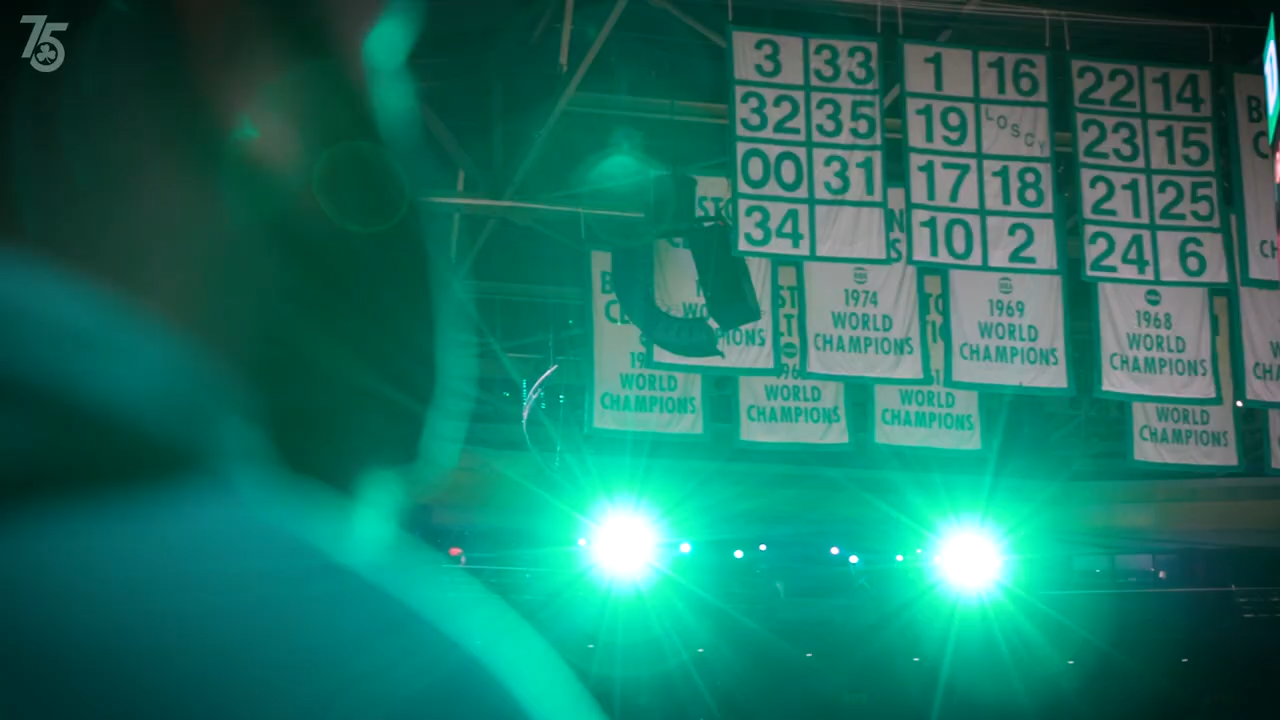 75
3 33
32 35
00 31
34
1 16
19 LOSCY
17 18
10 2
22 14
23 15
21 25
24 6
1974
WORLD
CHAMPIONS
1969
WORLD
CHAMPIONS
1968
WORLD
CHAMPIONS
WORLD
CHAMPIONS
WORLD
CHAMPIONS
WORLD
CHAMPIONS
WORLD
CHAMPIONS